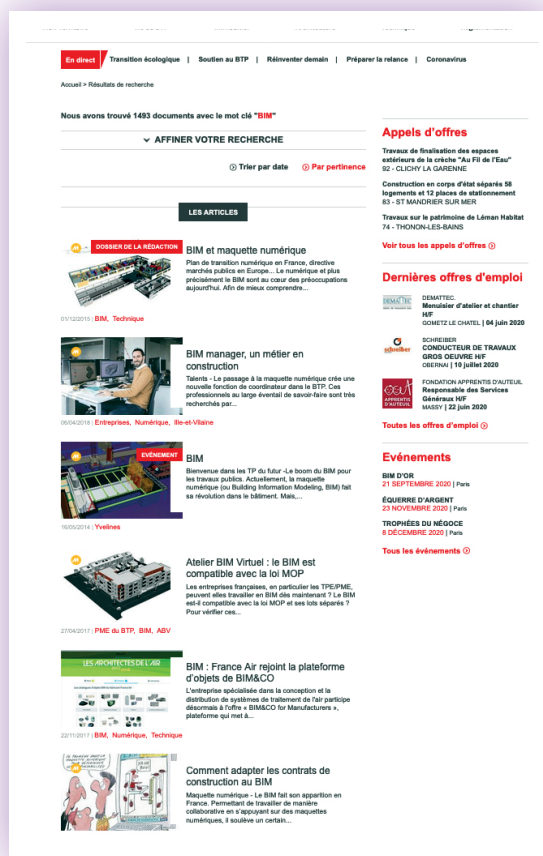 En direct
Transition écologique | Soutien au BTP | Réinventer demain | Préparer la relance | Coronavirus
Accueil > Résultats de recherche
Nous avons trouvé 1493 documents avec le mot clé "BIM"
AFFINER VOTRE RECHERCHE
Trier par date Par pertinence
LES ARTICLES
DOSSIER DE LA RÉDACTION
BIM et maquette numérique
Plan de transition numérique en France, directive
marchés publics en Europe... Le numérique et plus
précisément le BIM sont au cœur des préoccupations
aujourd'hui. Afin de mieux comprendre...
01/12/2015 | BIM, Technique
BIM manager, un métier en
construction
Talents - Le passage à la maquette numérique crée une
nouvelle fonction de coordinateur dans le BTP. Ces
professionnels au large éventail de savoir-faire sont très
recherchés par...
06/04/2018 | Entreprises, Numérique, Ille-et-Vilaine
EVÉNEMENT
BIM
Bienvenue dans les TP du futur -Le boom du BIM pour
les travaux publics. Actuellement, la maquette
numérique (ou Building Information Modeling, BIM) fait
sa révolution dans le bâtiment. Mais,...
16/05/2014 | Yvelines
Atelier BIM Virtuel : le BIM est
compatible avec la loi MOP
Les entreprises françaises, en particulier les TPE/PME,
peuvent elles travailler en BIM dès maintenant ? Le BIM
est-il compatible avec la loi MOP et ses lots séparés ?
Pour vérifier ces...
27/04/2017 | PME du BTP, BIM, ABV
LES ARCHITECTES DE L'AIR
BIM : France Air rejoint la plateforme
d'objets de BIM&CO
L'entreprise spécialisée dans la conception et la
distribution de systèmes de traitement de l'air participe
désormais à l'offre « BIM&CO for Manufacturers »,
plateforme qui met à...
22/11/2017 | BIM, Numérique, Technique
Comment adapter les contrats de
construction au BIM
Maquette numérique - Le BIM fait son apparition en
France. Permettant de travailler de manière
collaborative en s'appuyant sur des maquettes
numériques, il soulève un certain...
Appels d'offres
Travaux de finalisation des espaces
extérieurs de la crèche "Au Fil de l'Eau"
92 - CLICHY LA GARENNE
Construction en corps d'état séparés 58
logements et 12 places de stationnement
83 - ST MANDRIER SUR MER
Travaux sur le patrimoine de Léman Habitat
74 - THONON-LES-BAINS
Voir tous les appels d'offres
Dernières offres d'emploi
DEMATTEC
DEMATTEC.
Menuisier d'atelier et chantier
H/F
GOMETZ LE CHATEL | 04 juin 2020
schreiber
SCHREIBER
CONDUCTEUR DE TRAVAUX
GROS OEUVRE H/F
OBERNAI | 10 juillet 2020
APPRENTIS
D'AUTEUIL
FONDATION APPRENTIS D'AUTEUIL
Responsable des Services
Généraux H/F
MASSY | 22 juin 2020
Toutes les offres d'emploi
Evénements
BIM D'OR
21 SEPTEMBRE 2020 | Paris
ÉQUERRE D'ARGENT
23 NOVEMBRE 2020 | Paris
TROPHÉES DU NÉGOCE
8 DÉCEMBRE 2020 | Paris
Tous les événements